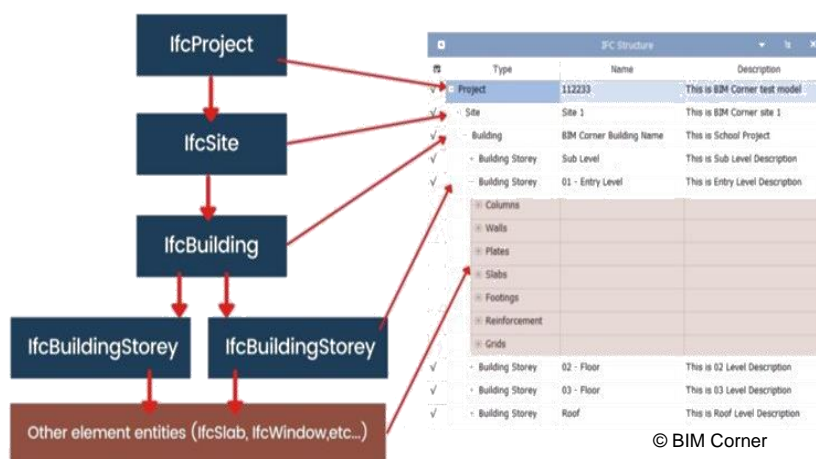 IfcProject
IfcSite
IfcBuilding
IfcBuildingStorey IfcBuildingStorey
Other element entities (IfcSlab, IfcWindow,etc...)
IFC Structure
Type Name Description
Project 112233 This is BIM Corner test model
Site Site 1 This is BIM Corner site 1
Building BIM Corner Building Name This is School Project
Building Storey Sub Level This is Sub Level Description
Building Storey 01 - Entry Level This is Entry Level Description
Columns
Walls
Plates
Slabs
Footings
Reinforcement
Grids
Building Storey 02 - Floor This is 02 Level Description
Building Storey 03 - Floor This is 03 Level Description
Building Storey Roof This is Roof Level Description
© BIM Corner